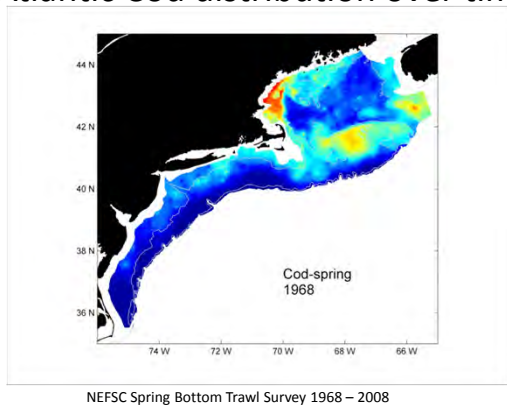 44 N
42 N
40 N
38 N
36 N
Cod-spring
1968
74 W 72 W 70 W 68 W 66 W
NEFSC Spring Bottom Trawl Survey 1968 – 2008